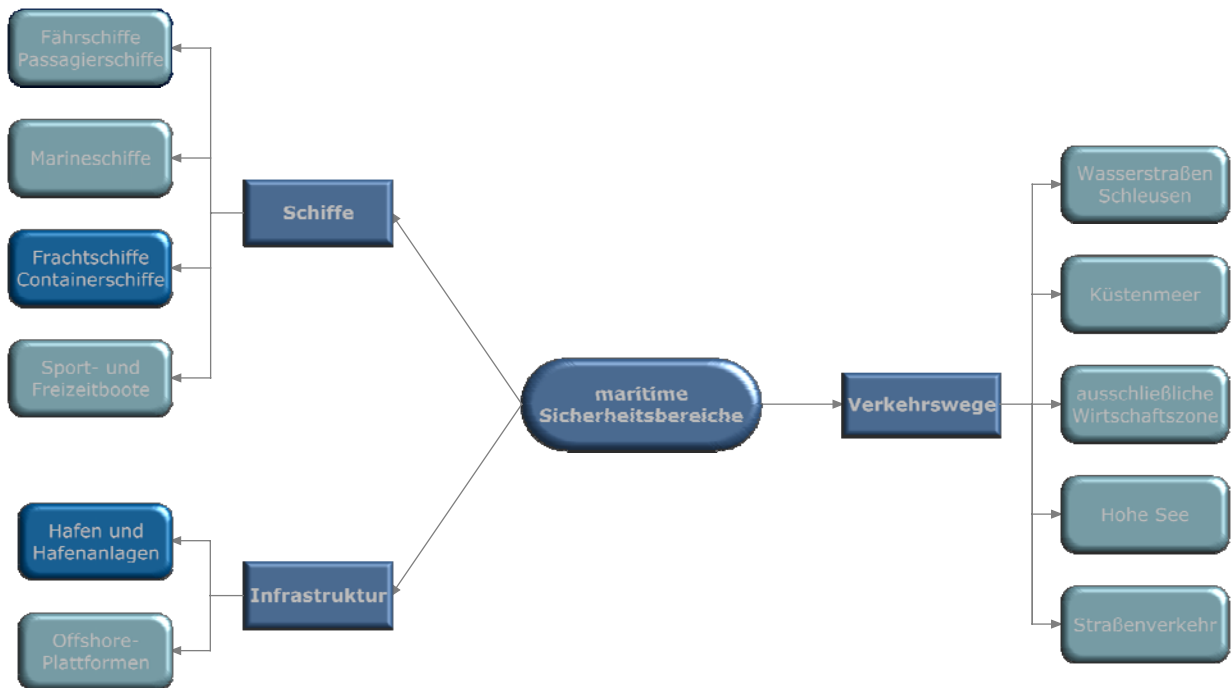 Fährschiffe
Passagierschiffe
Marineschiffe
Schiffe
Frachtschiffe
Containerschiffe
Sport- und
Freizeitboote
Hafen und
Hafenanlagen
Infrastruktur
Offshore-
Plattformen
maritime
Sicherheitsbereiche
Verkehrswege
Wasserstraßen
Schleusen
Küstenmeer
ausschließliche
Wirtschaftszone
Hohe See
Straßenverkehr